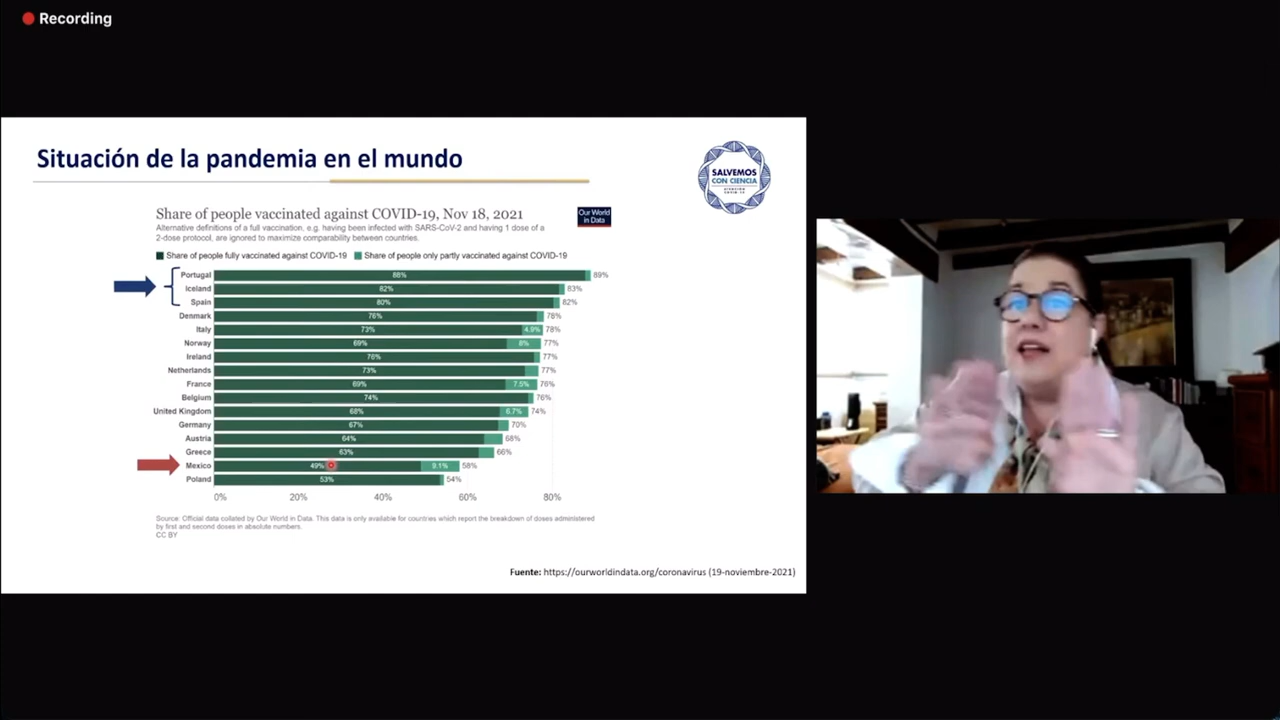 Recording
Situación de la pandemia en el mundo
SALVEMOS
CON CIENCIA
Share of people vaccinated against COVID-19, Nov 18, 2021
Our World
in Data
Alternative definitions of a full vaccination, e.g. having been infected with SARS-CoV-2 and having 1 dose of a
2-dose protocol, are ignored to maximize comparability between countries.
Share of people fully vaccinated against COVID-19 Share of people only partly vaccinated against COVID-19
Portugal 88% 89%
Iceland 82% 83%
Spain 80% 82%
Denmark 76% 78%
Italy 73% 4.9% 78%
Norway 69% 8% 77%
Ireland 76% 77%
Netherlands 73% 77%
France 69% 7.5% 76%
Belgium 74% 76%
United Kingdom 68% 6.7% 74%
Germany 67% 70%
Austria 64% 68%
Greece 63% 66%
Mexico 49% 9.1% 58%
Poland 53% 54%
0% 20% 40% 60% 80%
Source: Official data collated by Our World in Data. This data is only available for countries which report the breakdown of doses administered
by first and second doses in absolute numbers.
CC BY
Fuente: https://ourworldindata.org/coronavirus (19-noviembre-2021)